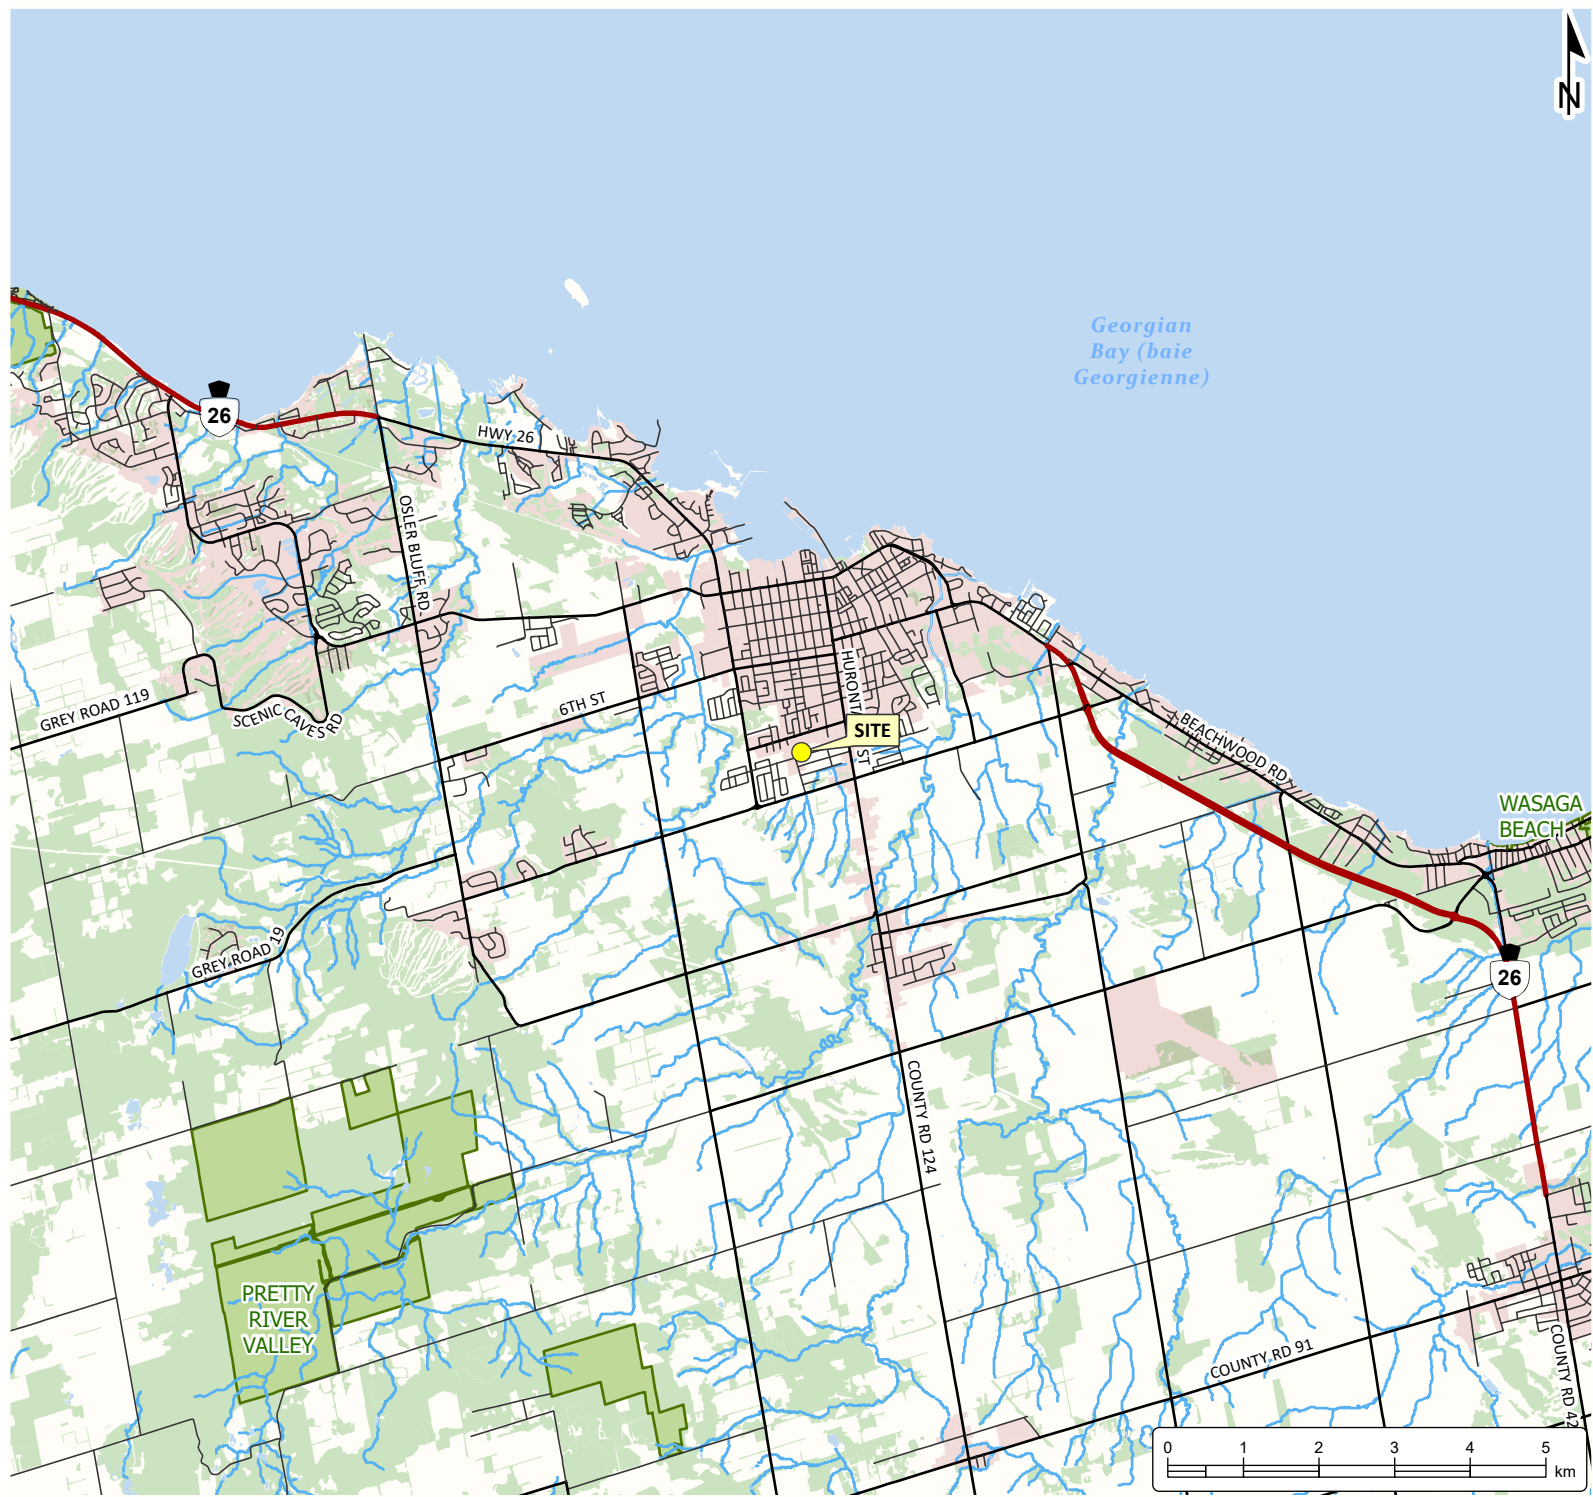 N
Georgian
Bay (baie
Georgienne)
26
HWY 26
OSLER BLUFF RD
GREY ROAD 119
SCENIC CAVES RD
6TH ST
HURONTA
ST
SITE
BEACHWOOD RD
WASAGA
BEACH
GREY ROAD 19
26
COUNTY RD 124
PRETTY
RIVER
VALLEY
COUNTY RD 91
COUNTY RD 42
0 1 2 3 4 5
km